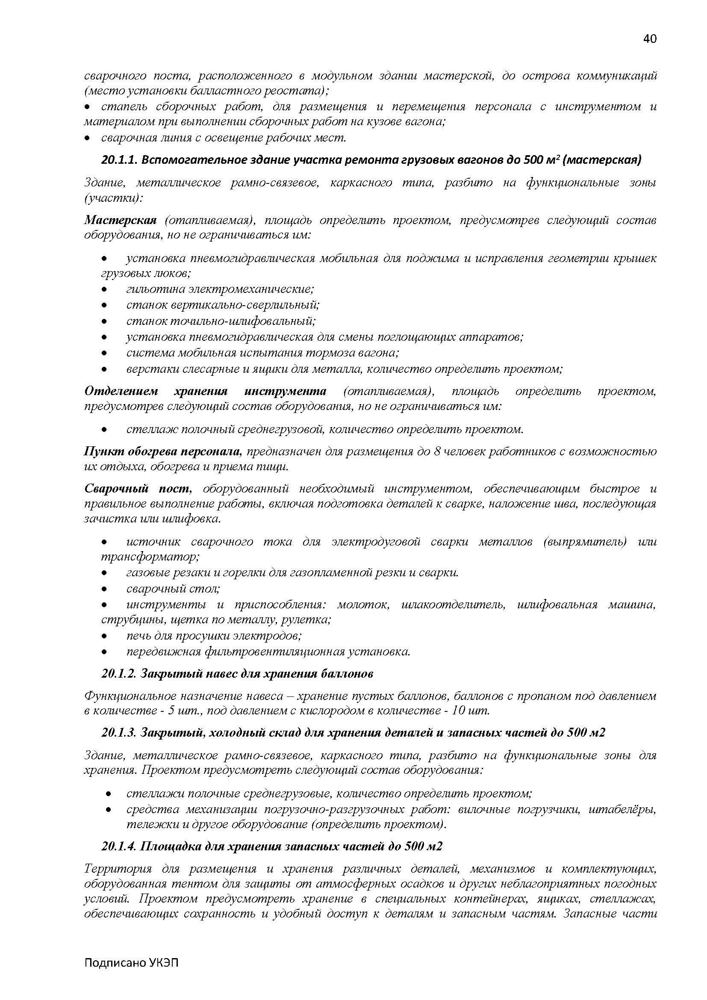 40
сварочного поста, расположенного в модульном здании мастерской, до острова коммуникаций
(место установки балластного реостата);
• стапель сборочных работ, для размещения и перемещения персонала с инструментом и
материалом при выполнении сборочных работ на кузове вагона;
• сварочная линия с освещение рабочих мест.
20.1.1. Вспомогательное здание участка ремонта грузовых вагонов до 500 м² (мастерская)
Здание, металлическое рамно-связевое, каркасного типа, разбито на функциональные зоны
(участки):
Мастерская (отапливаемая), площадь определить проектом, предусмотрев следующий состав
оборудования, но не ограничиваться им:
• установка пневмогидравлическая мобильная для поджима и исправления геометрии крышек
грузовых люков;
• гильотина электромеханические;
• станок вертикально-сверлильный;
• станок точильно-шлифовальный;
• установка пневмогидравлическая для смены поглощающих аппаратов;
• система мобильная испытания тормоза вагона;
• верстаки слесарные и ящики для металла, количество определить проектом;
Отделением хранения инструмента (отапливаемая), площадь определить проектом,
предусмотрев следующий состав оборудования, но не ограничиваться им:
• стеллаж полочный среднегрузовой, количество определить проектом.
Пункт обогрева персонала, предназначен для размещения до 8 человек работников с возможностью
их отдыха, обогрева и приема пищи.
Сварочный пост, оборудованный необходимый инструментом, обеспечивающим быстрое и
правильное выполнение работы, включая подготовка деталей к сварке, наложение шва, последующая
зачистка или шлифовка.
• источник сварочного тока для электродуговой сварки металлов (выпрямитель) или
трансформатор;
• газовые резаки и горелки для газопламенной резки и сварки.
• сварочный стол;
• инструменты и приспособления: молоток, шлакоотделитель, шлифовальная машина,
струбцины, щетка по металлу, рулетка;
• печь для просушки электродов;
• передвижная фильтровентиляционная установка.
20.1.2. Закрытый навес для хранения баллонов
Функциональное назначение навеса – хранение пустых баллонов, баллонов с пропаном под давлением
в количестве - 5 шт., под давлением с кислородом в количестве - 10 шт.
20.1.3. Закрытый, холодный склад для хранения деталей и запасных частей до 500 м2
Здание, металлическое рамно-связевое, каркасного типа, разбито на функциональные зоны для
хранения. Проектом предусмотреть следующий состав оборудования:
• стеллажи полочные среднегрузовые, количество определить проектом;
• средства механизации погрузочно-разгрузочных работ: вилочные погрузчики, штабелёры,
тележки и другое оборудование (определить проектом).
20.1.4. Площадка для хранения запасных частей до 500 м2
Территория для размещения и хранения различных деталей, механизмов и комплектующих,
оборудованная тентом для защиты от атмосферных осадков и других неблагоприятных погодных
условий. Проектом предусмотреть хранение в специальных контейнерах, ящиках, стеллажах,
обеспечивающих сохранность и удобный доступ к деталям и запасным частям. Запасные части
Подписано УКЭП